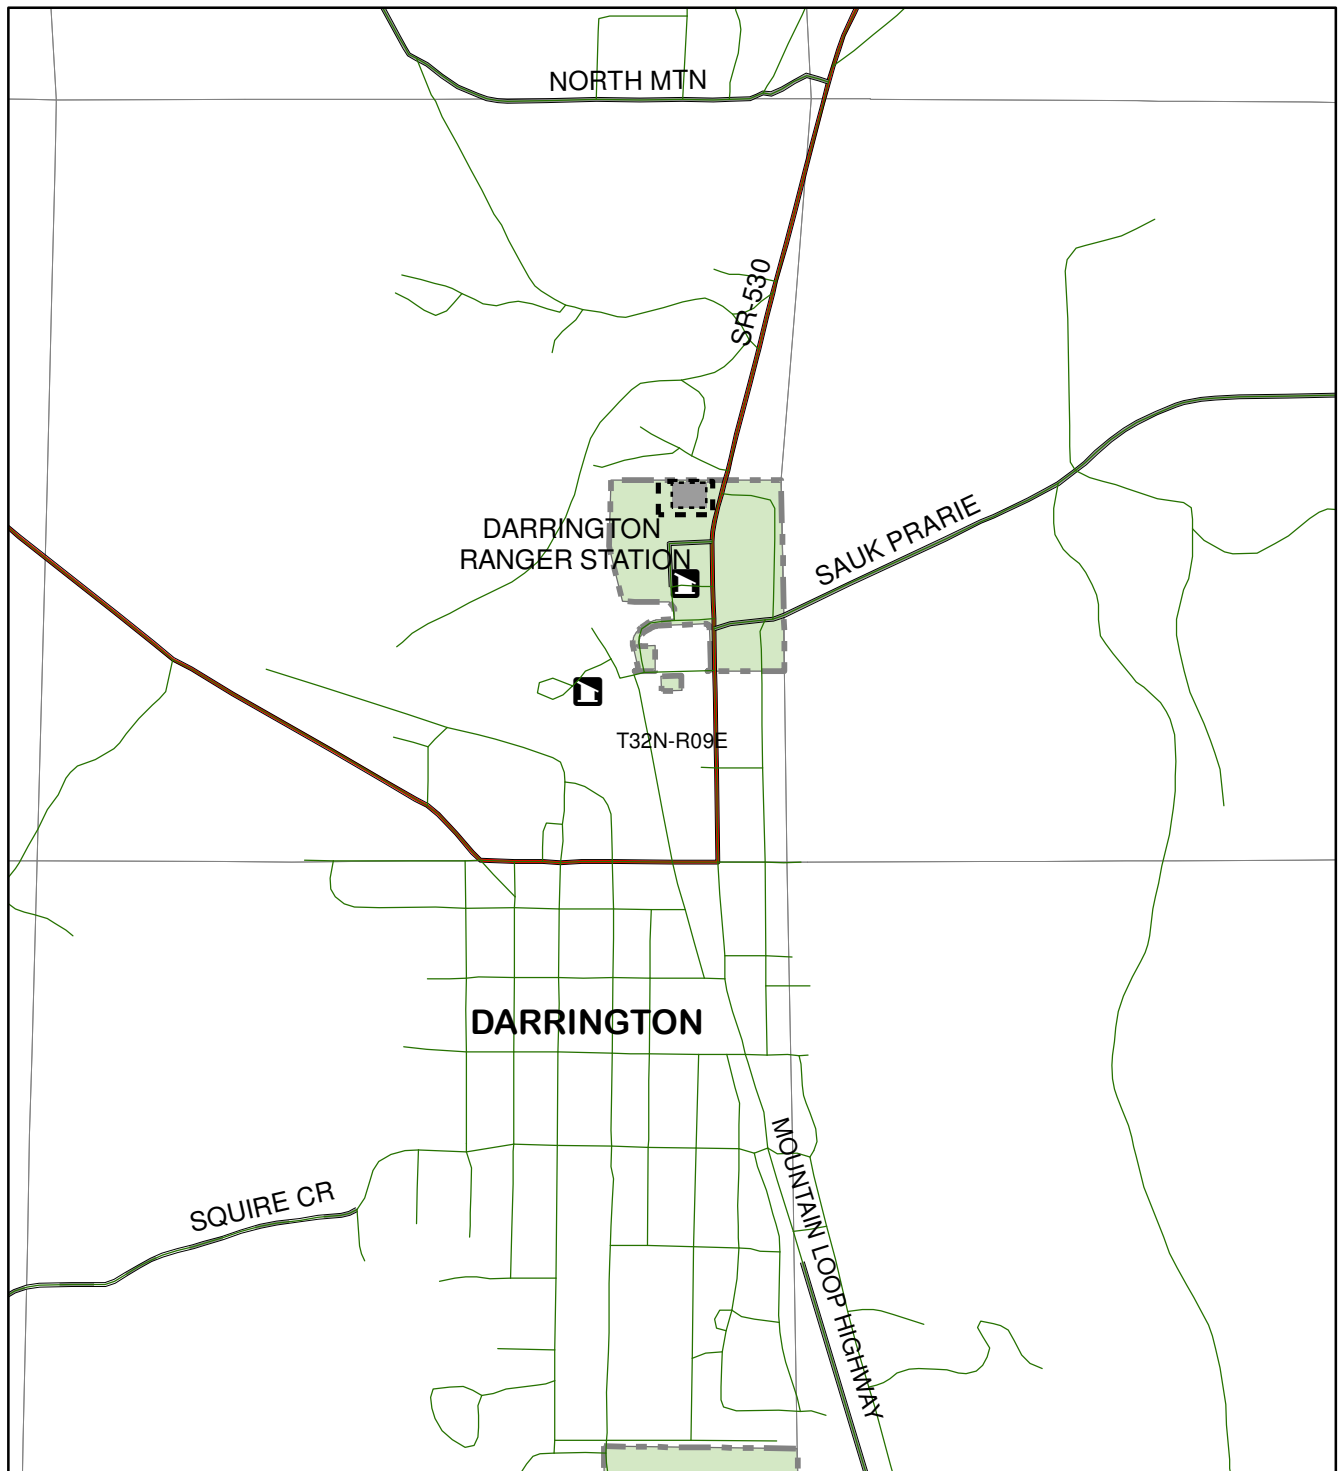 NORTH MTN
SR-530
DARRINGTON
RANGER STATION
SAUK PRARIE
T32N-R09E
DARRINGTON
MOUNTAIN LOOP HIGHWAY
SQUIRE CR